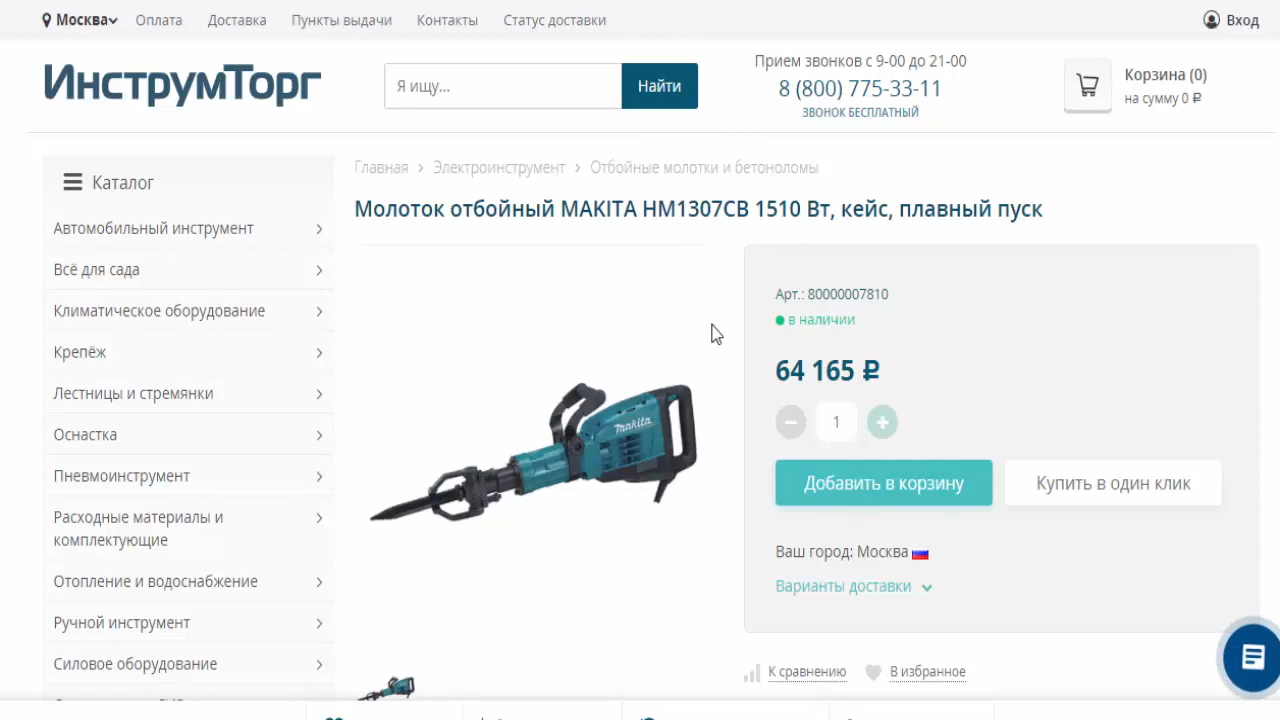 Москва Оплата Доставка Пункты выдачи Контакты Статус доставки Вход
ИнструмТорг
Я ищу...
Найти
Прием звонков с 9-00 до 21-00
8 (800) 775-33-11
ЗВОНОК БЕСПЛАТНЫЙ
Корзина (0)
на сумму 0 ₽
Каталог
Автомобильный инструмент
Всё для сада
Климатическое оборудование
Крепёж
Лестницы и стремянки
Оснастка
Пневмоинструмент
Расходные материалы и
комплектующие
Отопление и водоснабжение
Ручной инструмент
Силовое оборудование
Главная > Электроинструмент > Отбойные молотки и бетоноломы
Молоток отбойный MAKITA HM1307CB 1510 Вт, кейс, плавный пуск
makita
Арт.: 80000007810
в наличии
64 165 ₽
1
Добавить в корзину
Купить в один клик
Ваш город: Москва
Варианты доставки
К сравнению
В избранное